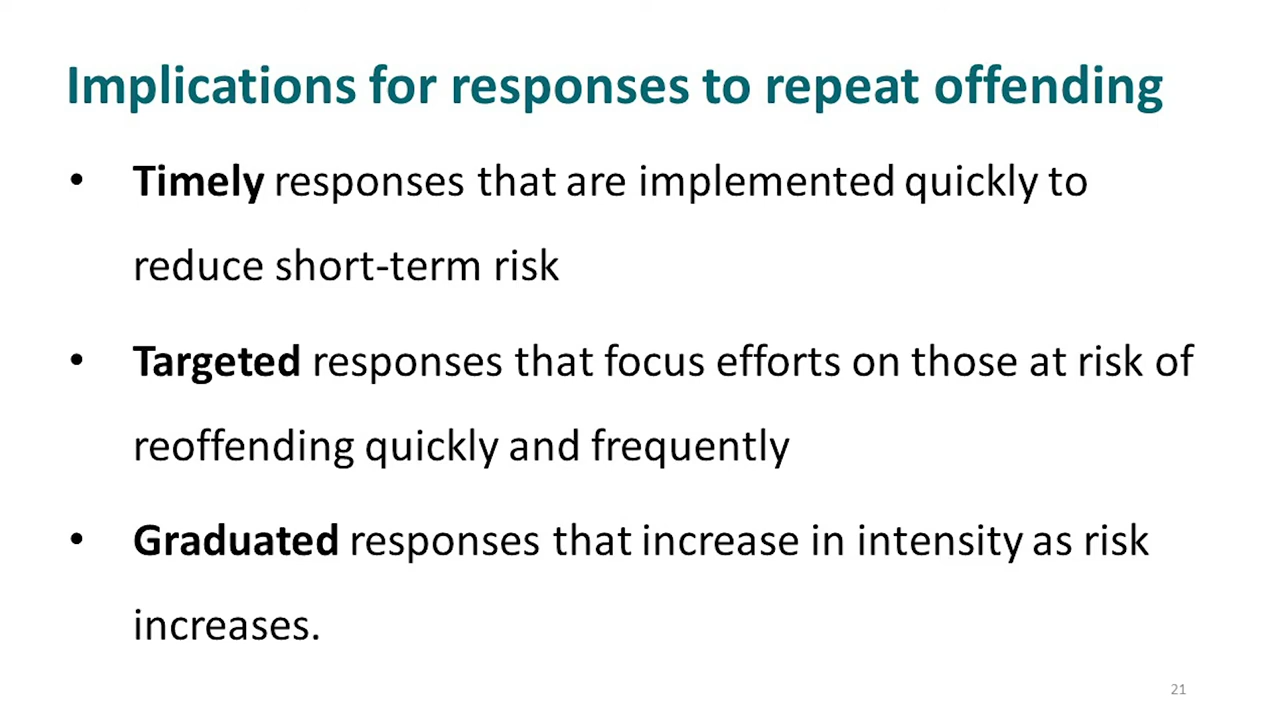 Implications for responses to repeat offending
• Timely responses that are implemented quickly to
reduce short-term risk
• Targeted responses that focus efforts on those at risk of
reoffending quickly and frequently
• Graduated responses that increase in intensity as risk
increases.
21